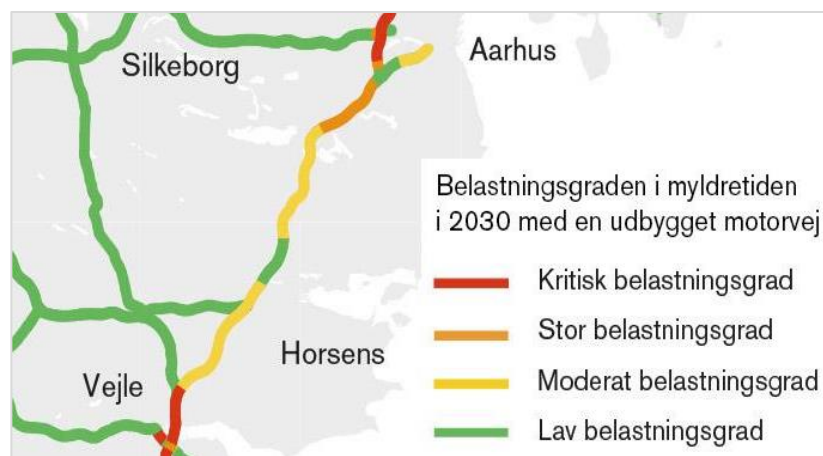 Silkeborg
Aarhus
Belastningsgraden i myldretiden
i 2030 med en udbygget motorvej
Kritisk belastningsgrad
Stor belastningsgrad
Horsens
Moderat belastningsgrad
Vejle
Lav belastningsgrad